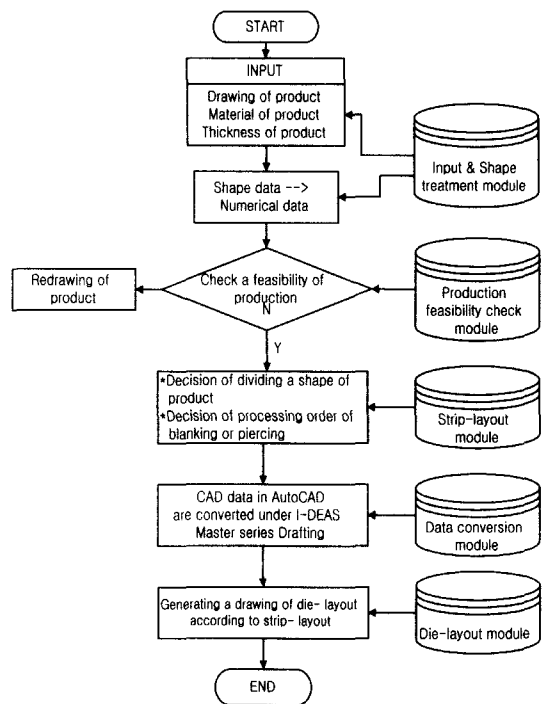 START
INPUT
Drawing of product
Material of product
Thickness of product
Input & Shape
treatment module
Shape data -->
Numerical data
Check a feasibility of
production
N
Redrawing of
product
Production
feasibility check
module
Y
*Decision of dividing a shape of
product
*Decision of processing order of
blanking or piercing
Strip-layout
module
CAD data in AutoCAD
are converted under I-DEAS
Master series Drafting
Data conversion
module
Generating a drawing of die- layout
according to strip- layout
Die-layout module
END